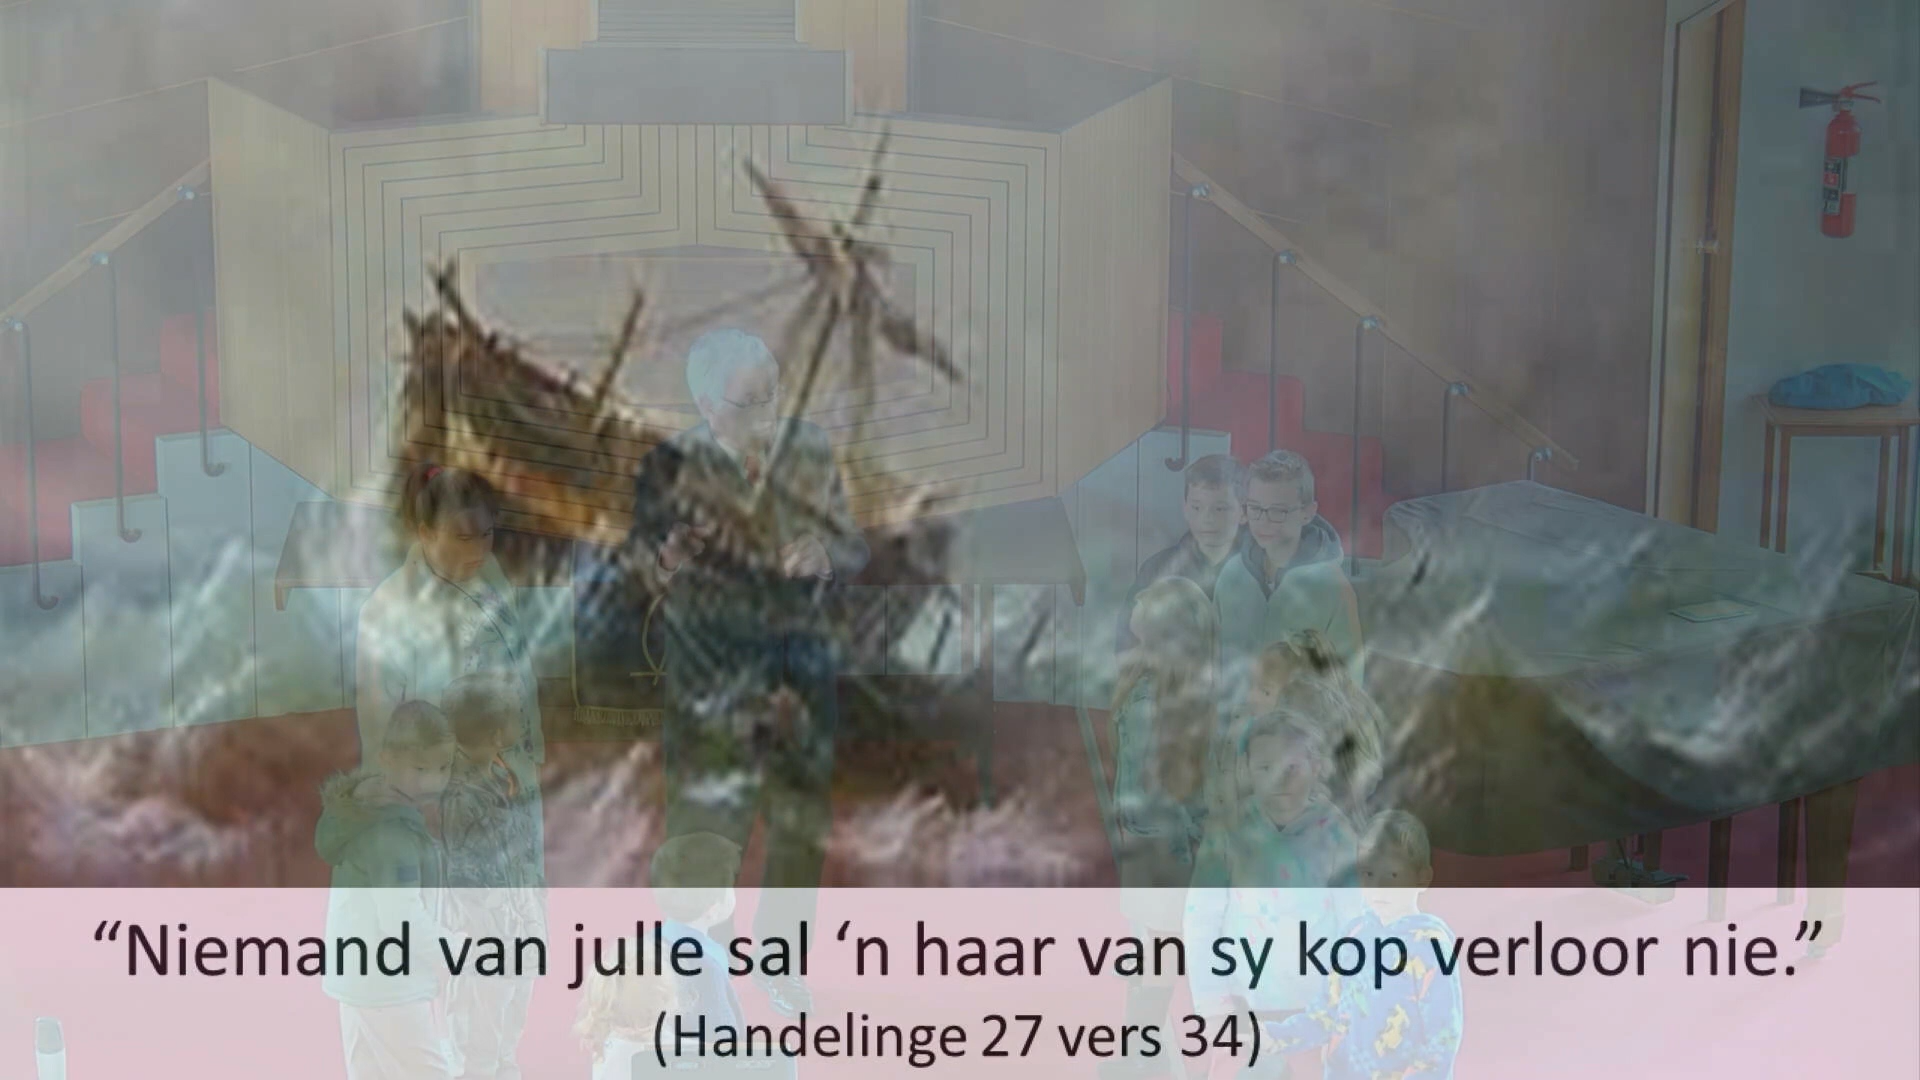 “Niemand van julle sal ‘n haar van sy kop verloor nie.”
(Handelinge 27 vers 34)